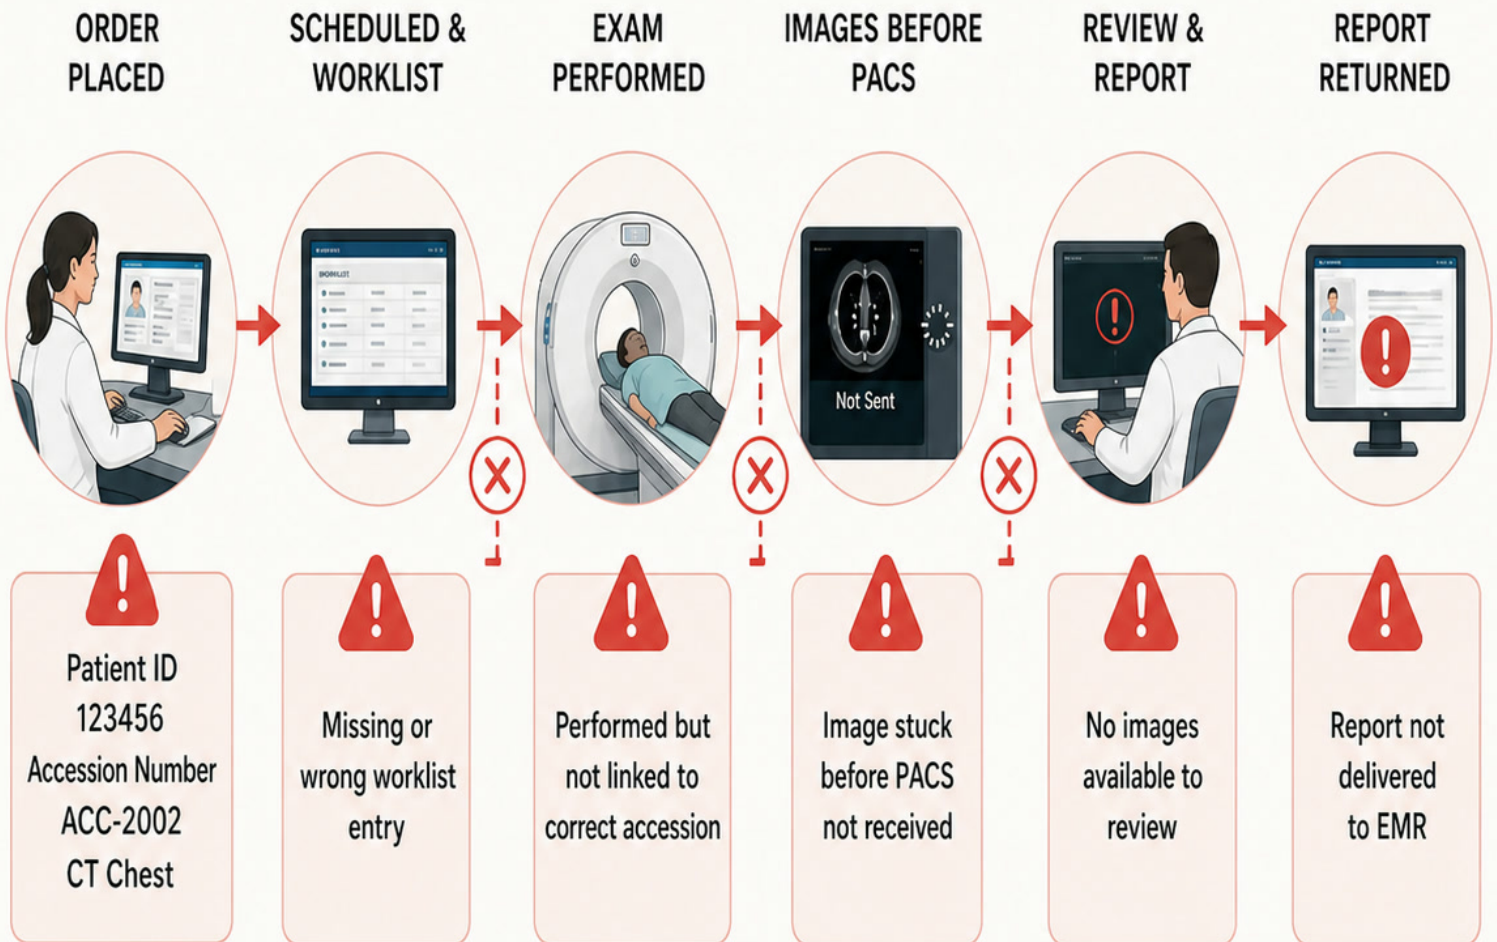 ORDER
PLACED
SCHEDULED &
WORKLIST
EXAM
PERFORMED
IMAGES BEFORE
PACS
REVIEW &
REPORT
REPORT
RETURNED
Not Sent
Patient ID
123456
Accession Number
ACC-2002
CT Chest
Missing or
wrong worklist
entry
Performed but
not linked to
correct accession
Image stuck
before PACS
not received
No images
available to
review
Report not
delivered
to EMR